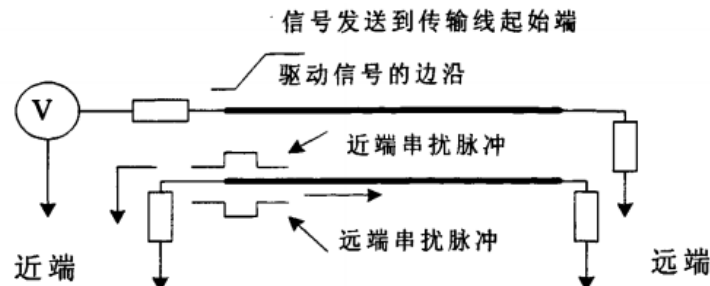 信号发送到传输线起始端
驱动信号的边沿
V
近端串扰脉冲
远端串扰脉冲
近端
远端